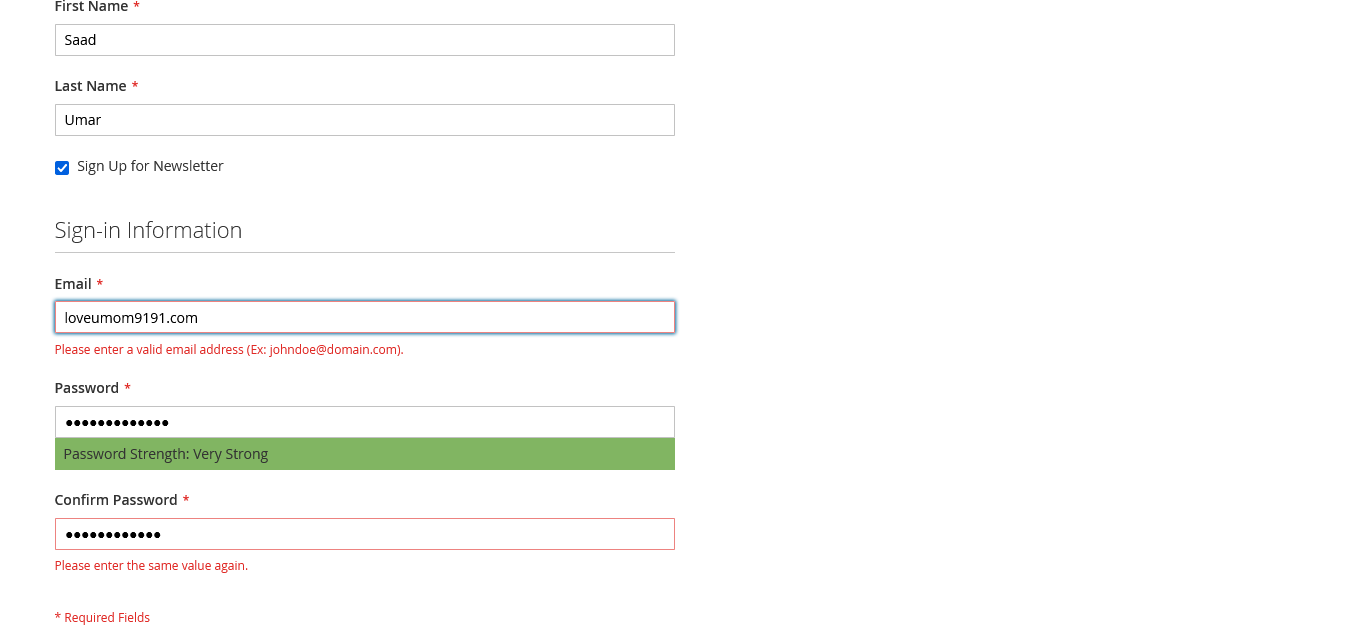 First Name *
Saad
Last Name *
Umar
Sign Up for Newsletter
Sign-in Information
Email *
loveumom9191.com
Please enter a valid email address (Ex: johndoe@domain.com).
Password *
•••••••••••••
Password Strength: Very Strong
Confirm Password *
••••••••••••
Please enter the same value again.
* Required Fields